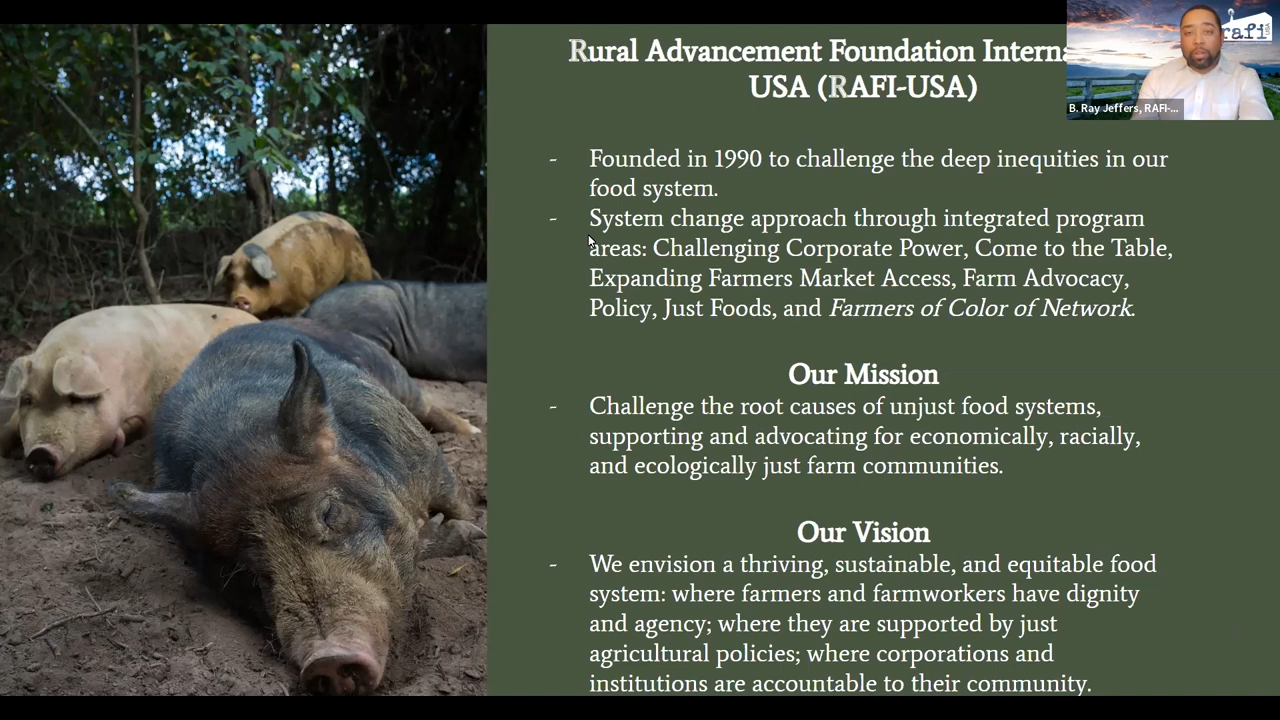 Rural Advancement Foundation Interna
USA (RAFI-USA)
rafi
USA
B. Ray Jeffers, RAFI-...
- Founded in 1990 to challenge the deep inequities in our
food system.
- System change approach through integrated program
areas: Challenging Corporate Power, Come to the Table,
Expanding Farmers Market Access, Farm Advocacy,
Policy, Just Foods, and Farmers of Color of Network.
Our Mission
- Challenge the root causes of unjust food systems,
supporting and advocating for economically, racially,
and ecologically just farm communities.
Our Vision
- We envision a thriving, sustainable, and equitable food
system: where farmers and farmworkers have dignity
and agency; where they are supported by just
agricultural policies; where corporations and
institutions are accountable to their community.